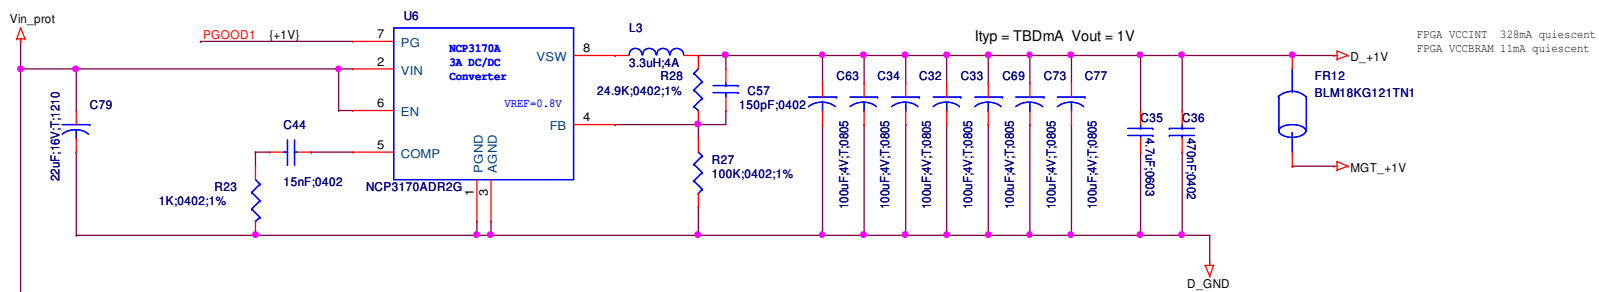 Vin_prot
U6
PGOOD1 {+1V}
7
PG
NCP3170A
3A DC/DC
Converter
2
VIN
VSW
8
L3
3.3uH;4A
Ityp = TBDmA Vout = 1V
FPGA VCCINT 328mA quiescent
FPGA VCCBRAM 11mA quiescent
D_+1V
R28
24.9K;0402;1%
C57
150pF;0402
C63
C34
C32
C33
C69
C73
C77
FR12
BLM18KG121TN1
C79
22uF;16V;T;1210
6
EN
VREF=0.8V
FB
4
C35
4.7uF;0603
C36
470nF;0402
100uF;4V;T;0805
100uF;4V;T;0805
100uF;4V;T;0805
100uF;4V;T;0805
100uF;4V;T;0805
100uF;4V;T;0805
100uF;4V;T;0805
C44
15nF;0402
5
COMP
PGND
AGND
R27
100K;0402;1%
MGT_+1V
R23
1K;0402;1%
NCP3170ADR2G
1
3
D_GND